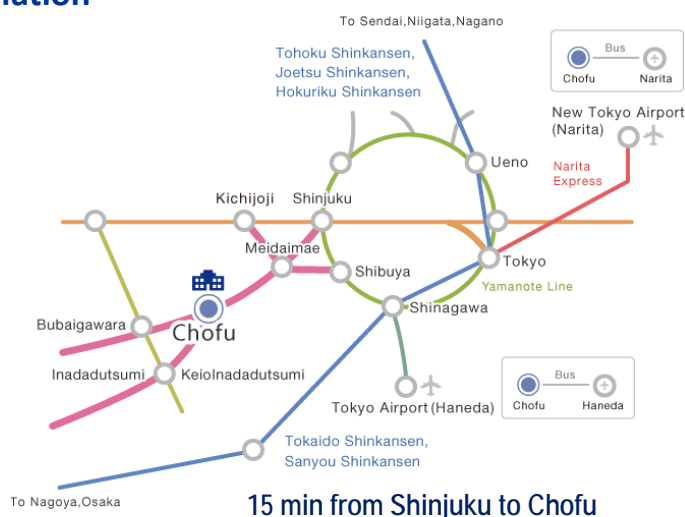 To Sendai,Niigata,Nagano
Tohoku Shinkansen,
Joetsu Shinkansen,
Hokuriku Shinkansen
Bus
Chofu
Narita
New Tokyo Airport
(Narita)
Ueno
Narita
Express
Kichijoji
Shinjuku
Meidaimae
Shibuya
Tokyo
Yamanote Line
Shinagawa
Chofu
Bubaigawara
Inadadutsumi
KeioInadadutsumi
Tokyo Airport(Haneda)
Bus
Chofu
Haneda
Tokaido Shinkansen,
Sanyou Shinkansen
To Nagoya,Osaka
15 min from Shinjuku to Chofu